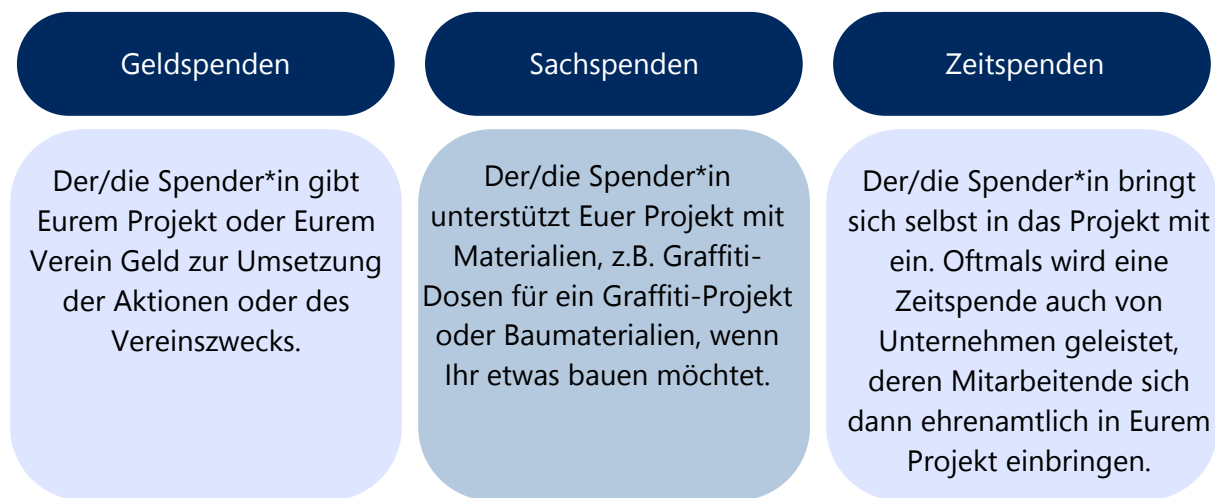 Geldspenden
Der/die Spender*in gibt
Eurem Projekt oder Eurem
Verein Geld zur Umsetzung
der Aktionen oder des
Vereinszwecks.
Sachspenden
Der/die Spender*in
unterstützt Euer Projekt mit
Materialien, z.B. Graffiti-
Dosen für ein Graffiti-Projekt
oder Baumaterialien, wenn
Ihr etwas bauen möchtet.
Zeitspenden
Der/die Spender*in bringt
sich selbst in das Projekt mit
ein. Oftmals wird eine
Zeitspende auch von
Unternehmen geleistet,
deren Mitarbeitende sich
dann ehrenamtlich in Eurem
Projekt einbringen.